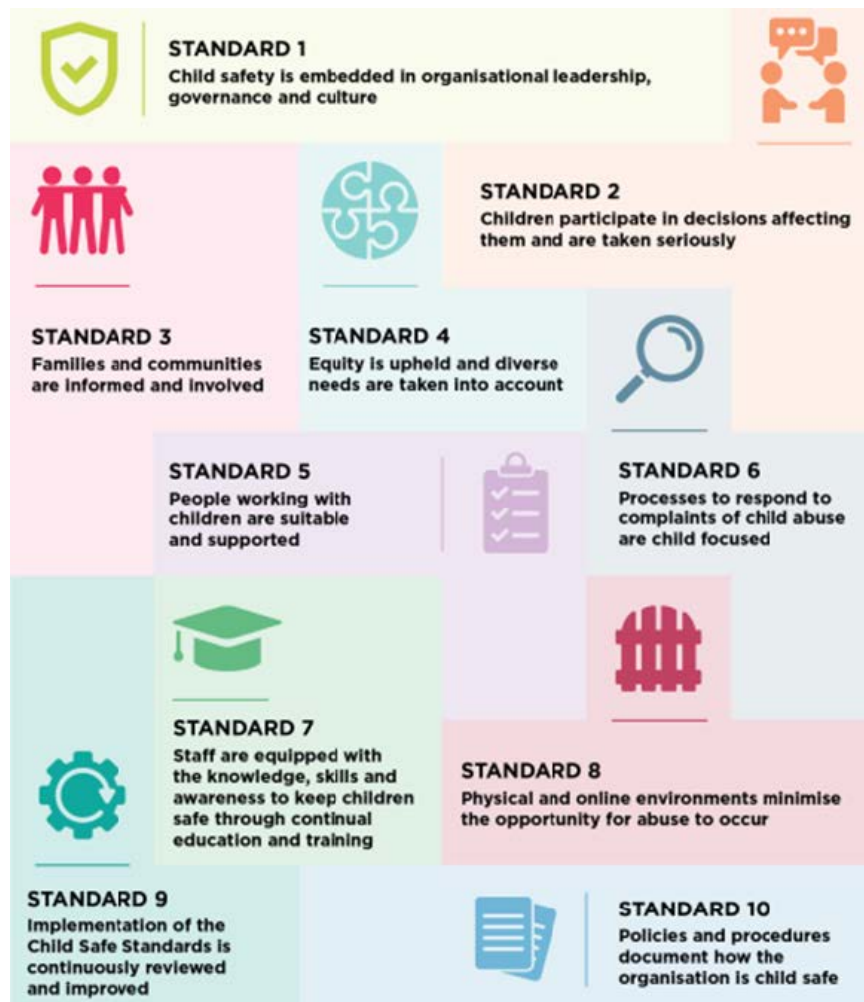 STANDARD 1
Child safety is embedded in organisational leadership,
governance and culture
STANDARD 2
Children participate in decisions affecting
them and are taken seriously
STANDARD 3
Families and communities
are informed and involved
STANDARD 4
Equity is upheld and diverse
needs are taken into account
STANDARD 5
People working with
children are suitable
and supported
STANDARD 6
Processes to respond to
complaints of child abuse
are child focused
STANDARD 7
Staff are equipped with
the knowledge, skills and
awareness to keep children
safe through continual
education and training
STANDARD 8
Physical and online environments minimise
the opportunity for abuse to occur
STANDARD 9
Implementation of the
Child Safe Standards is
continuously reviewed
and improved
STANDARD 10
Policies and procedures
document how the
organisation is child safe